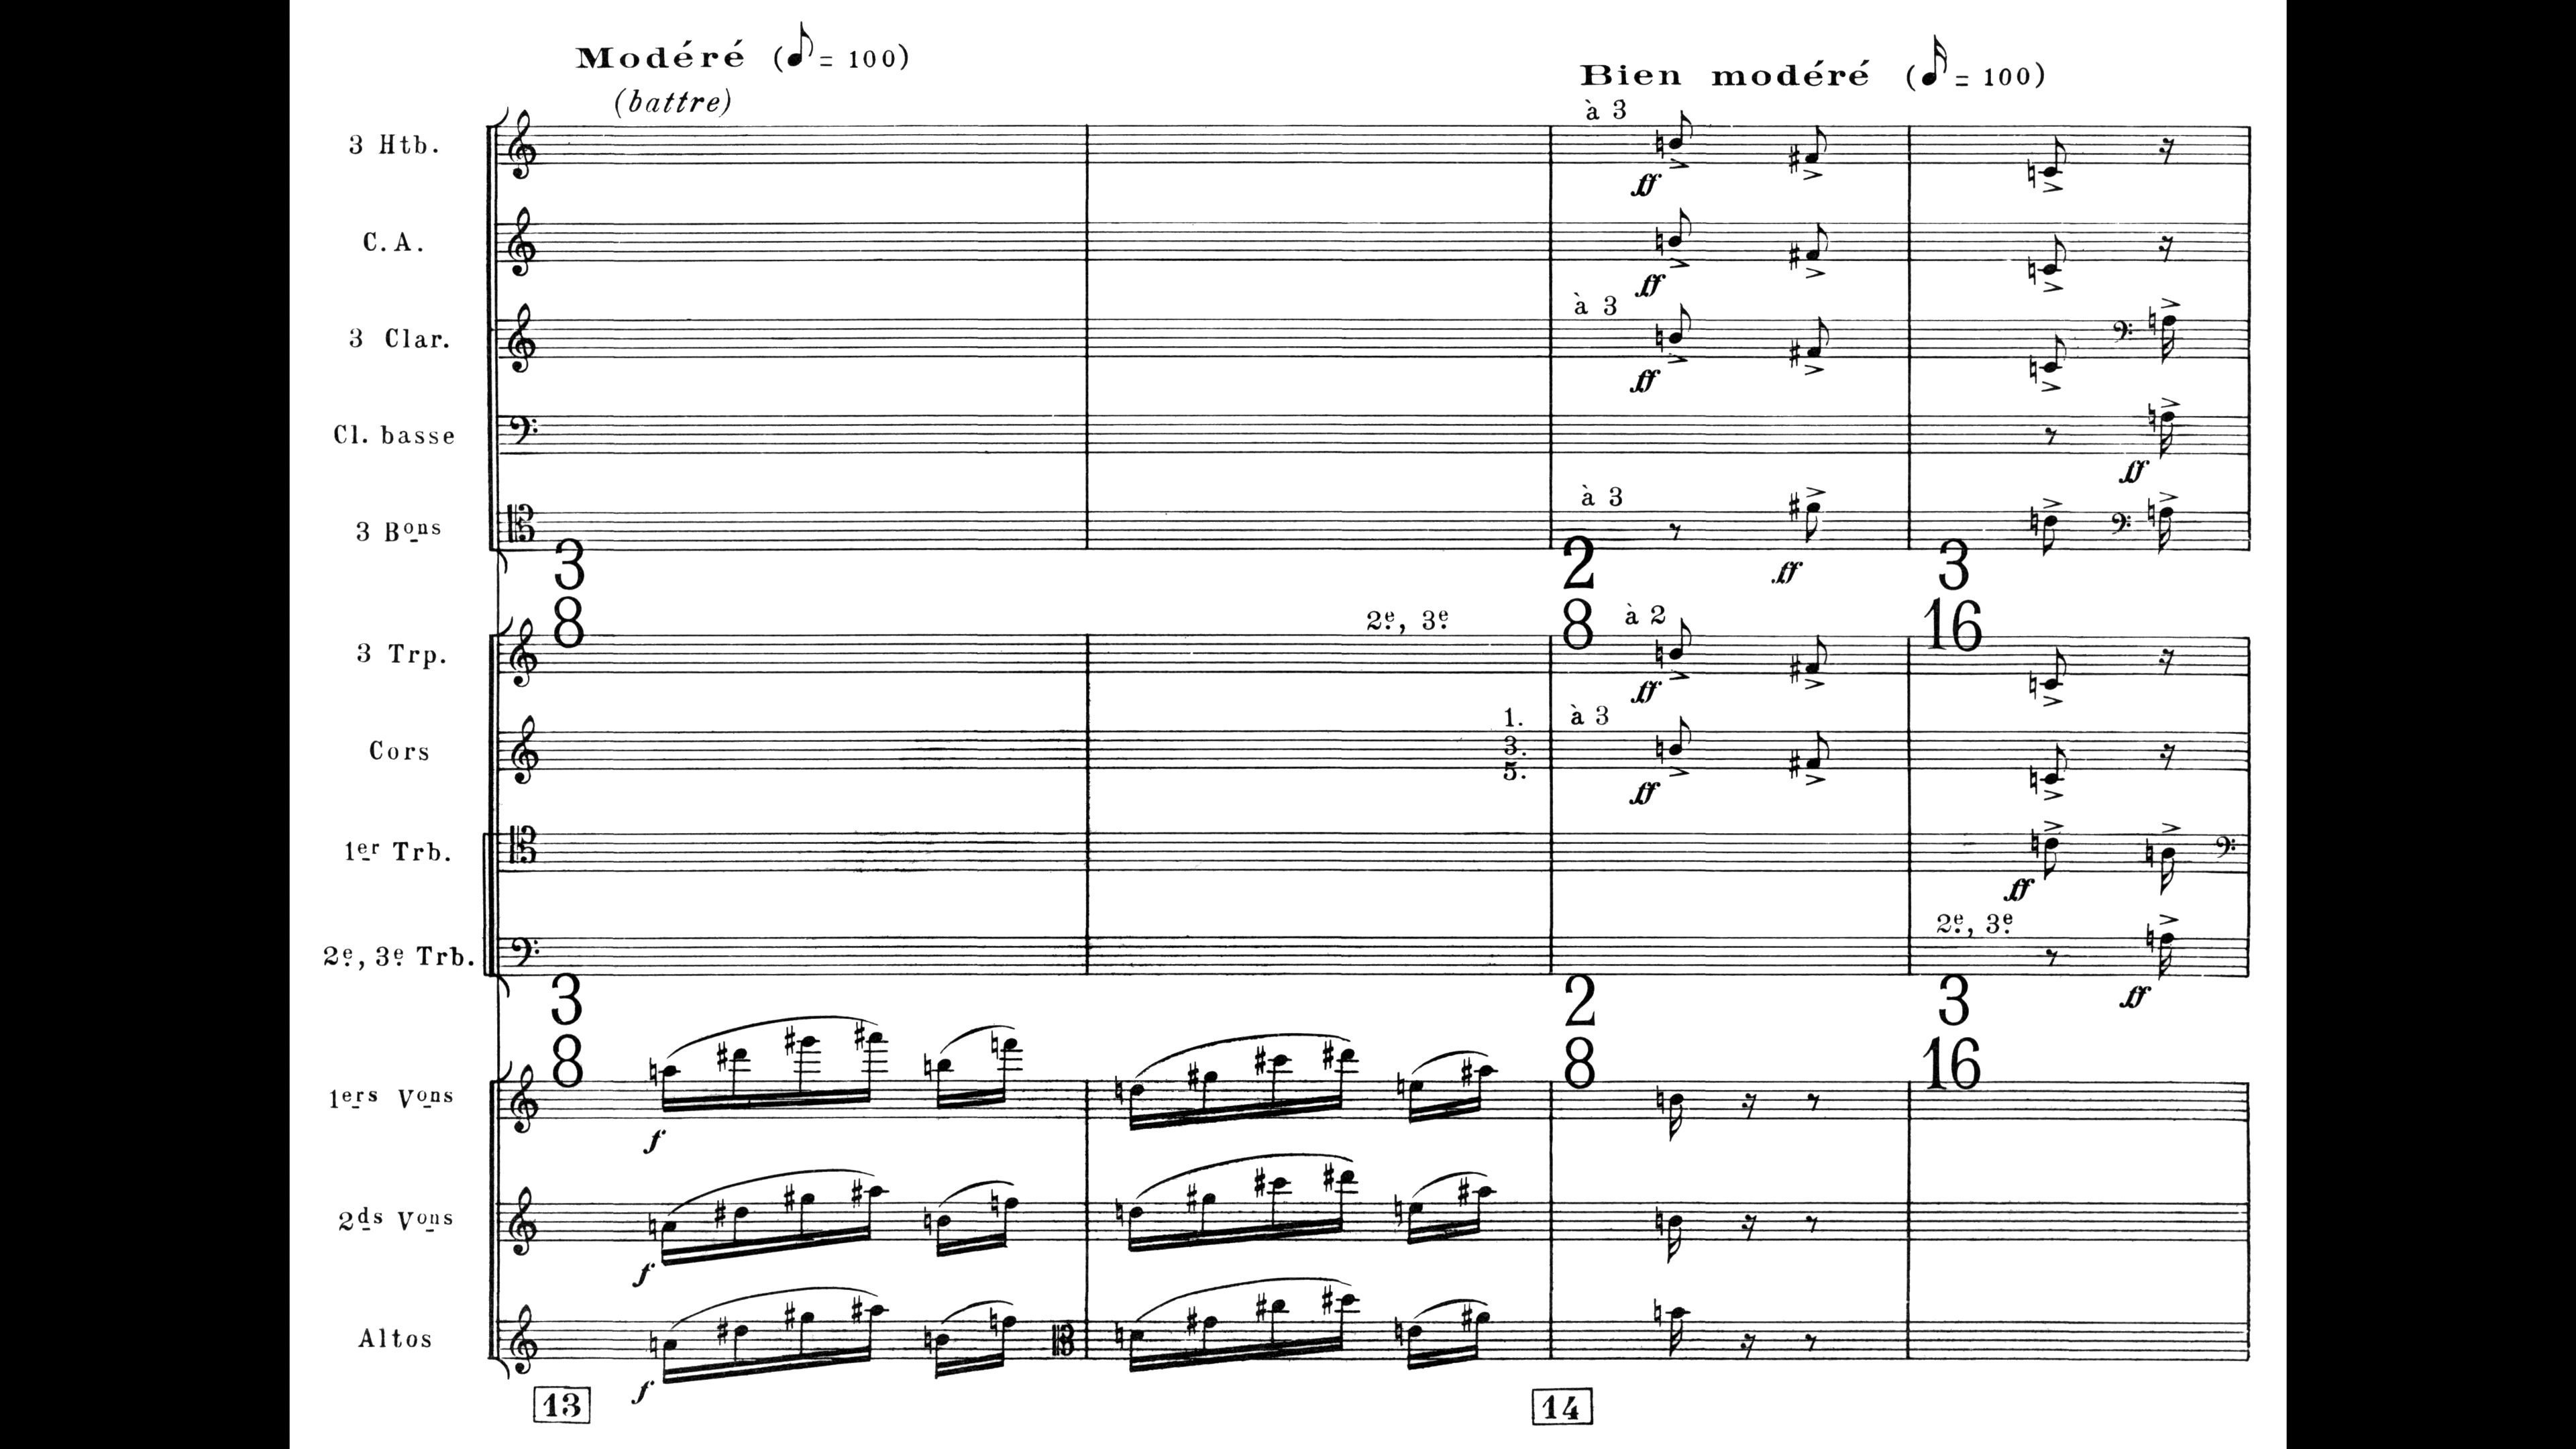 Modéré (♪ = 100)
(battre)
Bien modéré (𝅘𝅥𝅯 = 100)
à 3
3 Htb.
ff
C. A.
ff
à 3
3 Clar.
ff
Cl. basse
ff
à 3
3 Bons
ff
3 8
2 8
3 16
2e, 3e
à 2
3 Trp.
ff
1. 3. 5.
à 3
Cors
ff
1er Trb.
ff
2e, 3e
2e, 3e Trb.
ff
3 8
2 8
3 16
1ers Vons
f
2ds Vons
f
Altos
f
13
14